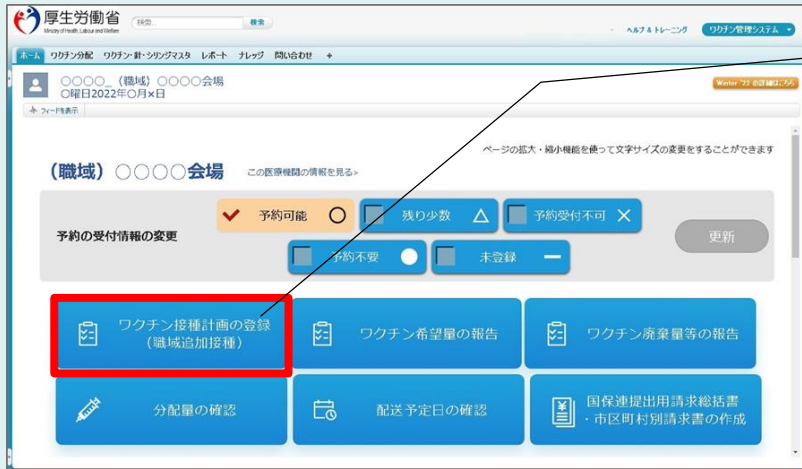 厚生労働省
Ministry of Health, Labour and Welfare
検索...
検索
ヘルプ & トレーニング
ワクチン管理システム
ホーム ワクチン分配 ワクチン・針・シリンジマスタ レポート ナレッジ 問い合わせ +
○○○○_(職域)○○○○会場
○曜日2022年○月×日
Winter '22 の詳細はこちら
フィードを表示
ページの拡大・縮小機能を使って文字サイズの変更をすることができます
(職域)○○○○会場
この医療機関の情報を見る>
予約の受付情報の変更
予約可能 ○
残り少数 △
予約受付不可 ×
予約不要 ●
未登録 ー
更新
ワクチン接種計画の登録
(職域追加接種)
ワクチン希望量の報告
ワクチン廃棄量等の報告
分配量の確認
配送予定日の確認
国保連提出用請求総括書
・市区町村別請求書の作成